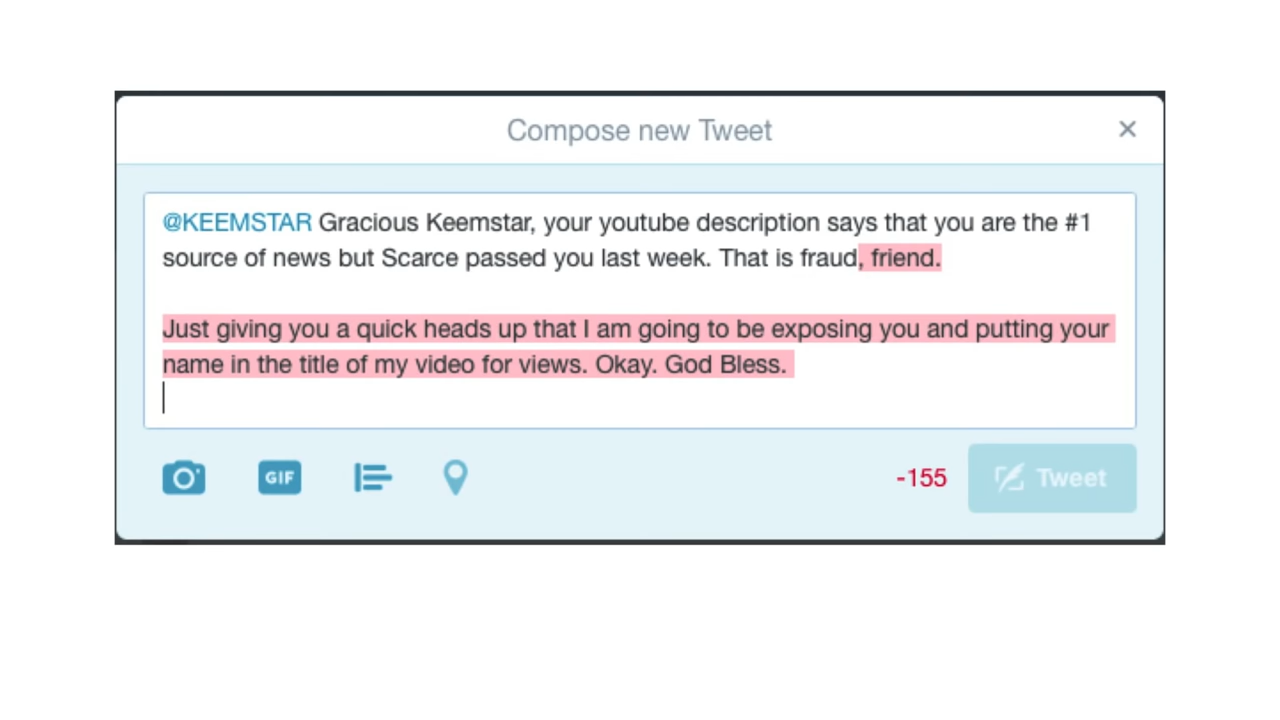 Compose new Tweet ×
@KEEMSTAR Gracious Keemstar, your youtube description says that you are the #1
source of news but Scarce passed you last week. That is fraud, friend.
Just giving you a quick heads up that I am going to be exposing you and putting your
name in the title of my video for views. Okay. God Bless.
GIF
-155
Tweet